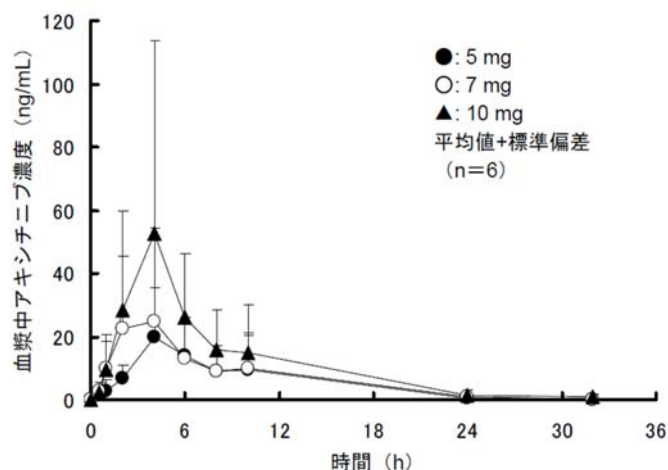 120
100
80
60
40
20
0
血漿中アキシチニブ濃度（ng/mL）
●: 5 mg
○: 7 mg
▲: 10 mg
平均値+標準偏差
（n＝6）
0 6 12 18 24 30 36
時間（h）